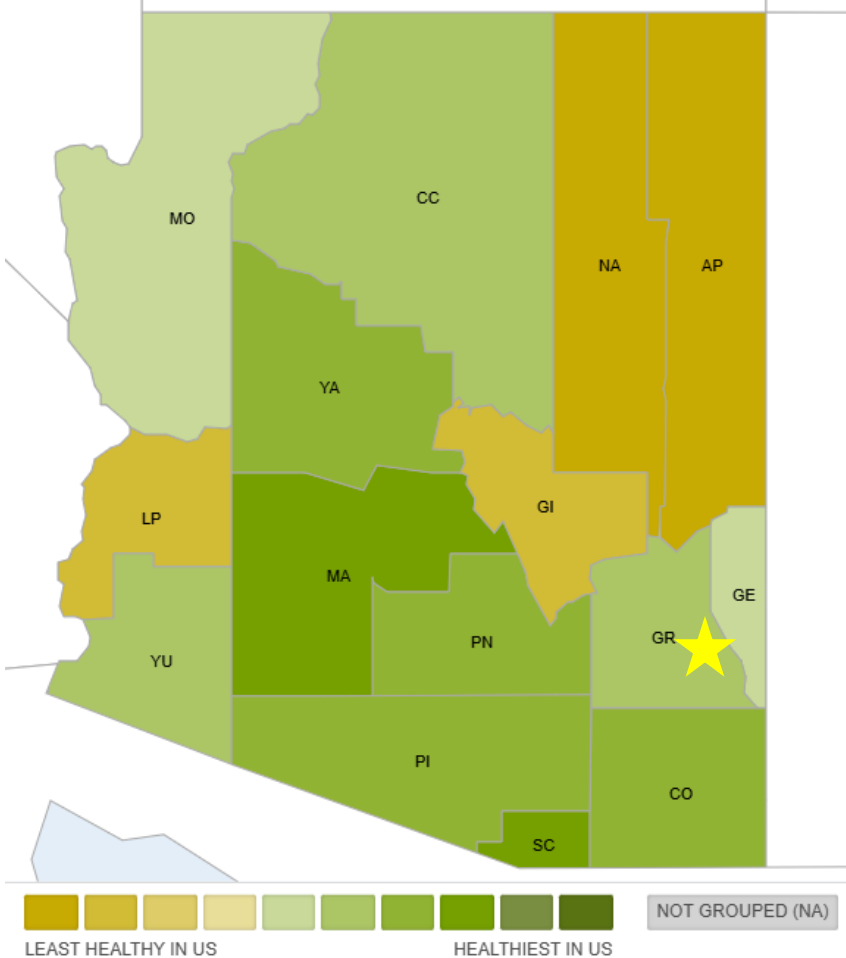 MO
CC
NA
AP
YA
LP
GI
MA
GE
YU
PN
GR
PI
CO
SC
NOT GROUPED (NA)
LEAST HEALTHY IN US
HEALTHIEST IN US